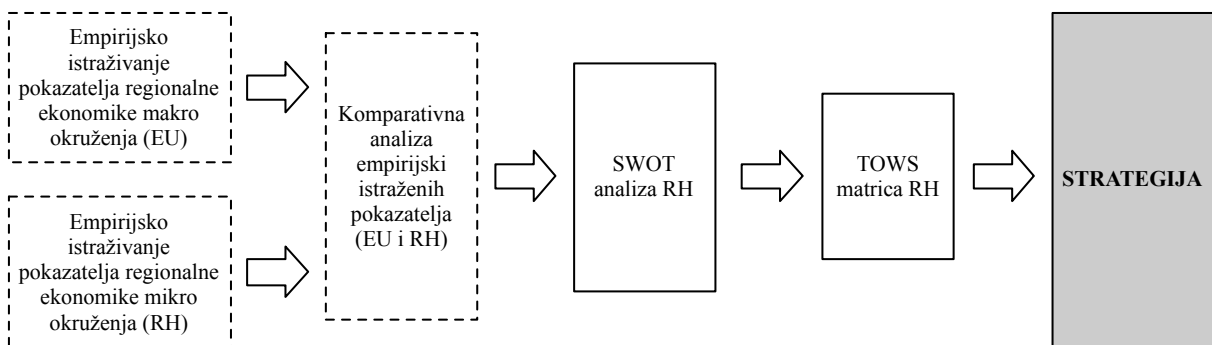 Empirijsko
istraživanje
pokazatelja regionalne
ekonomike makro
okruženja (EU)
Empirijsko
istraživanje
pokazatelja regionalne
ekonomike mikro
okruženja (RH)
Komparativna
analiza
empirijski
istraženih
pokazatelja
(EU i RH)
SWOT
analiza RH
TOWS
matrica RH
STRATEGIJA